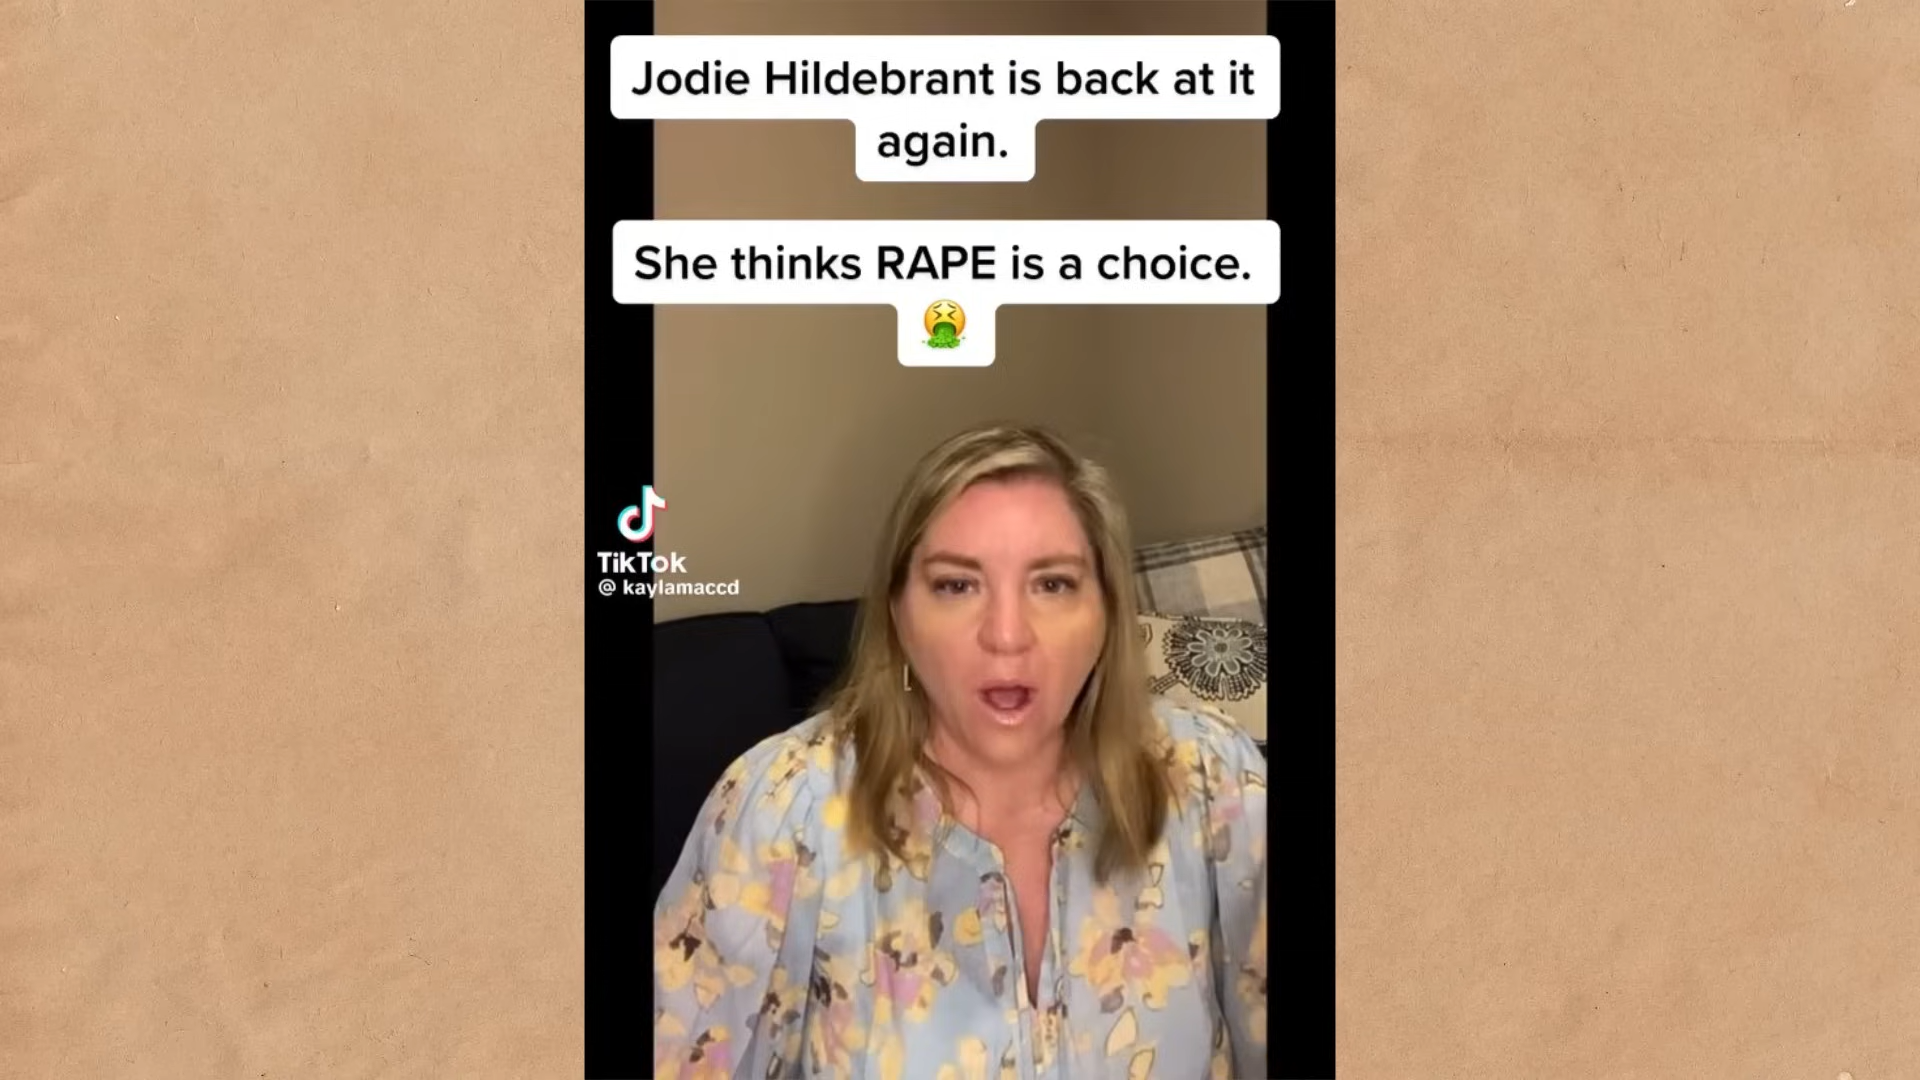 Jodie Hildebrant is back at it
again.
She thinks RAPE is a choice.
🤮
TikTok
@ kaylamaccd